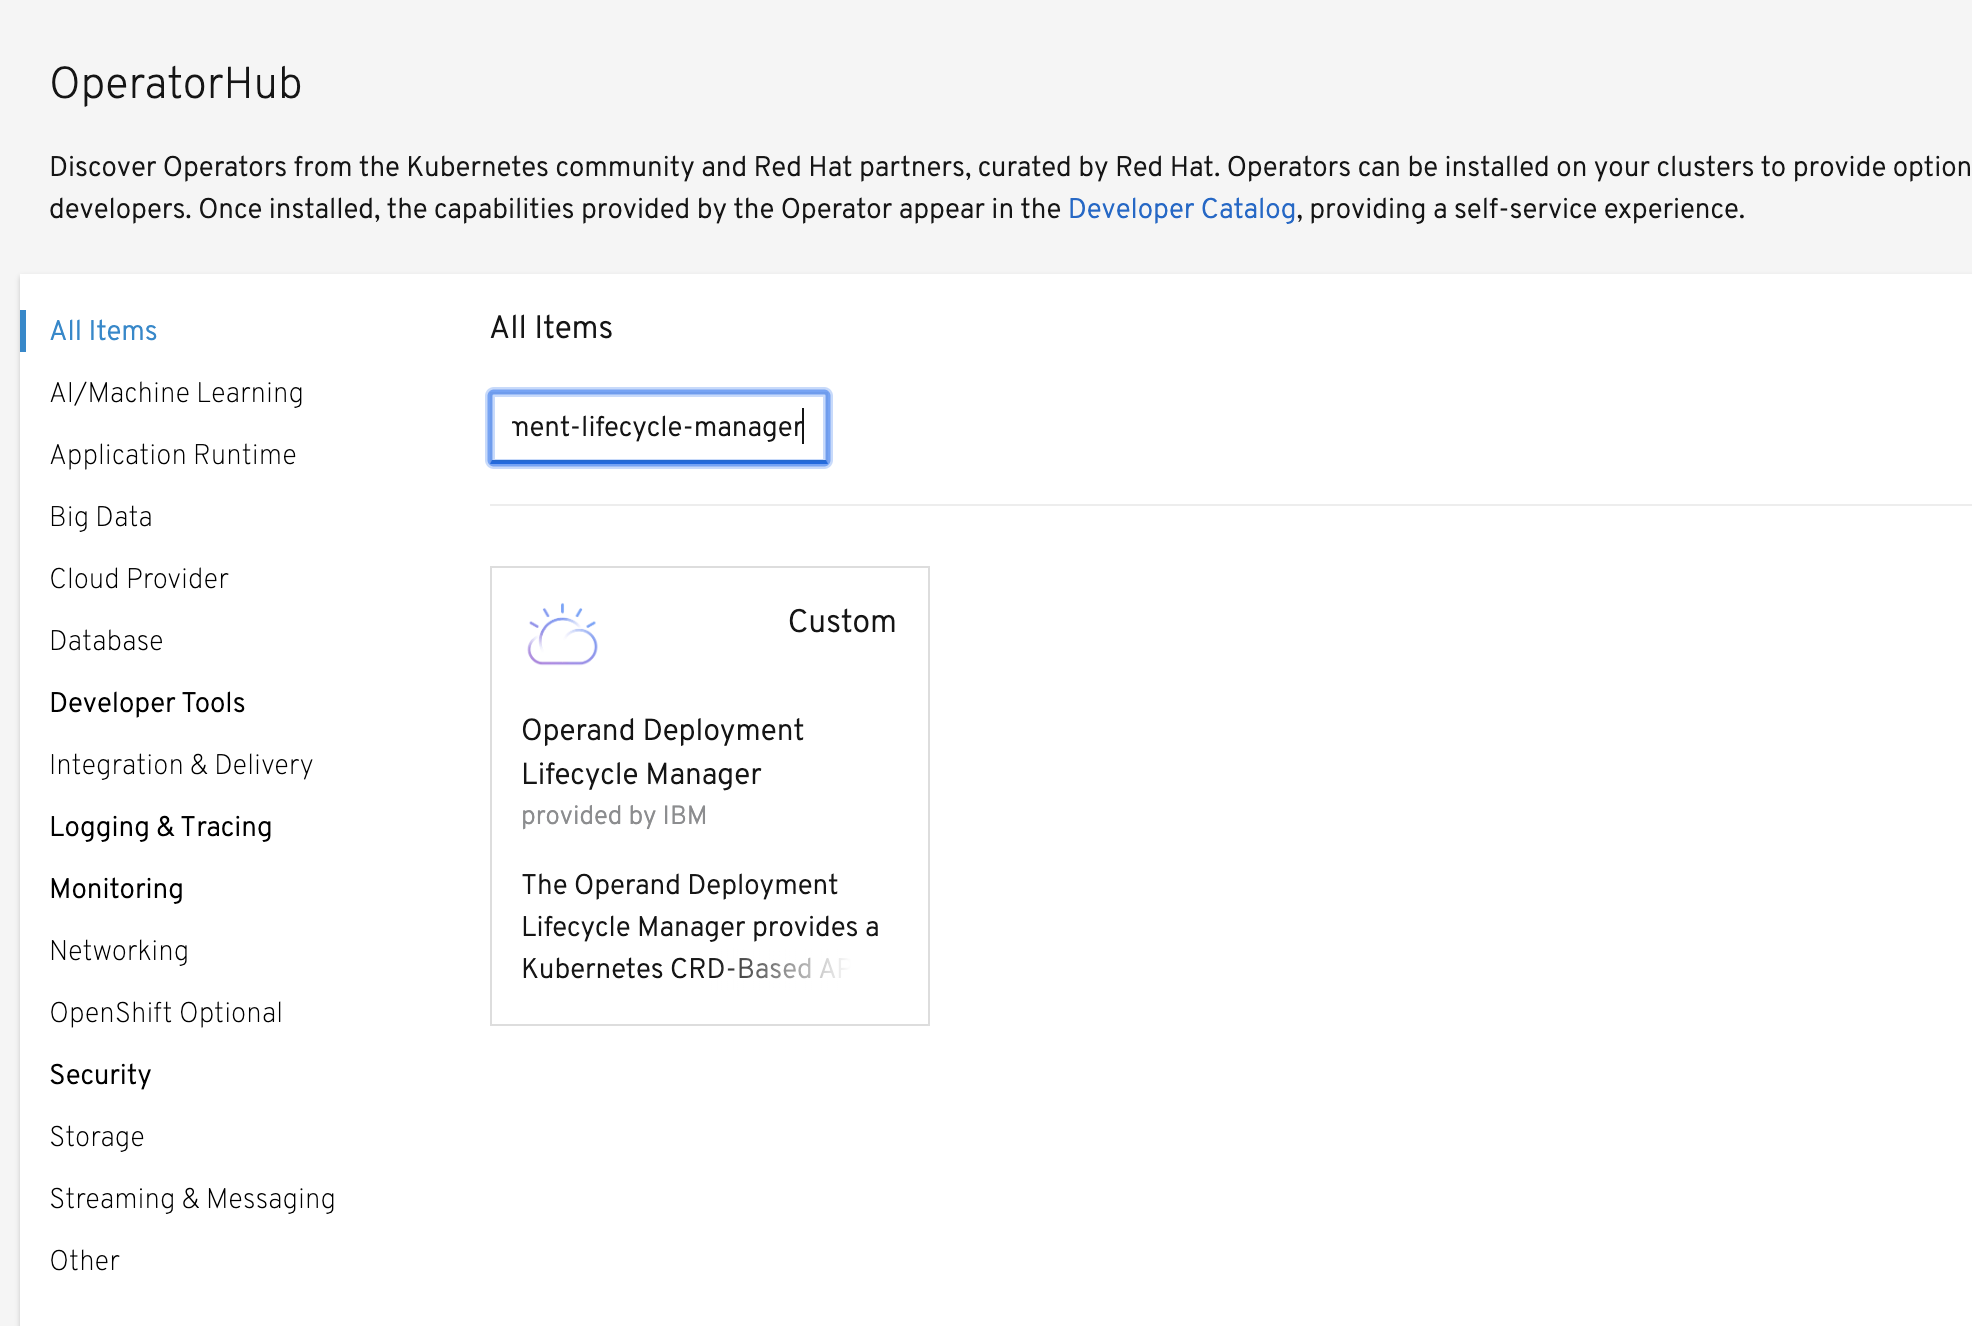 OperatorHub
Discover Operators from the Kubernetes community and Red Hat partners, curated by Red Hat. Operators can be installed on your clusters to provide option
developers. Once installed, the capabilities provided by the Operator appear in the Developer Catalog, providing a self-service experience.
All Items
AI/Machine Learning
Application Runtime
Big Data
Cloud Provider
Database
Developer Tools
Integration & Delivery
Logging & Tracing
Monitoring
Networking
OpenShift Optional
Security
Storage
Streaming & Messaging
Other
All Items
ment-lifecycle-manager
Custom
Operand Deployment
Lifecycle Manager
provided by IBM
The Operand Deployment
Lifecycle Manager provides a
Kubernetes CRD-Based